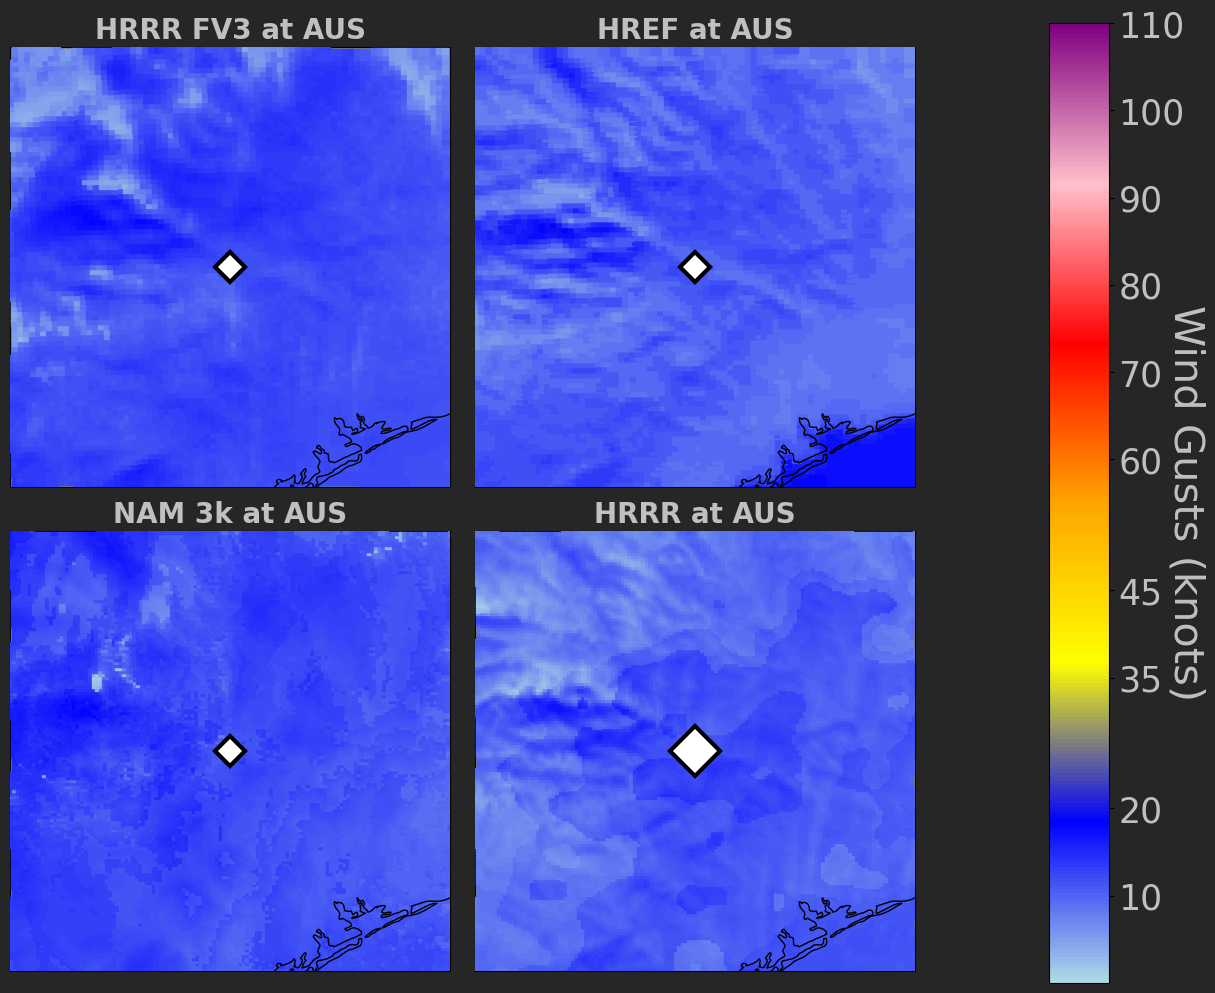 HRRR FV3 at AUS
HREF at AUS
NAM 3k at AUS
HRRR at AUS
110
100
90
80
70
60
45
35
20
10
Wind Gusts (knots)